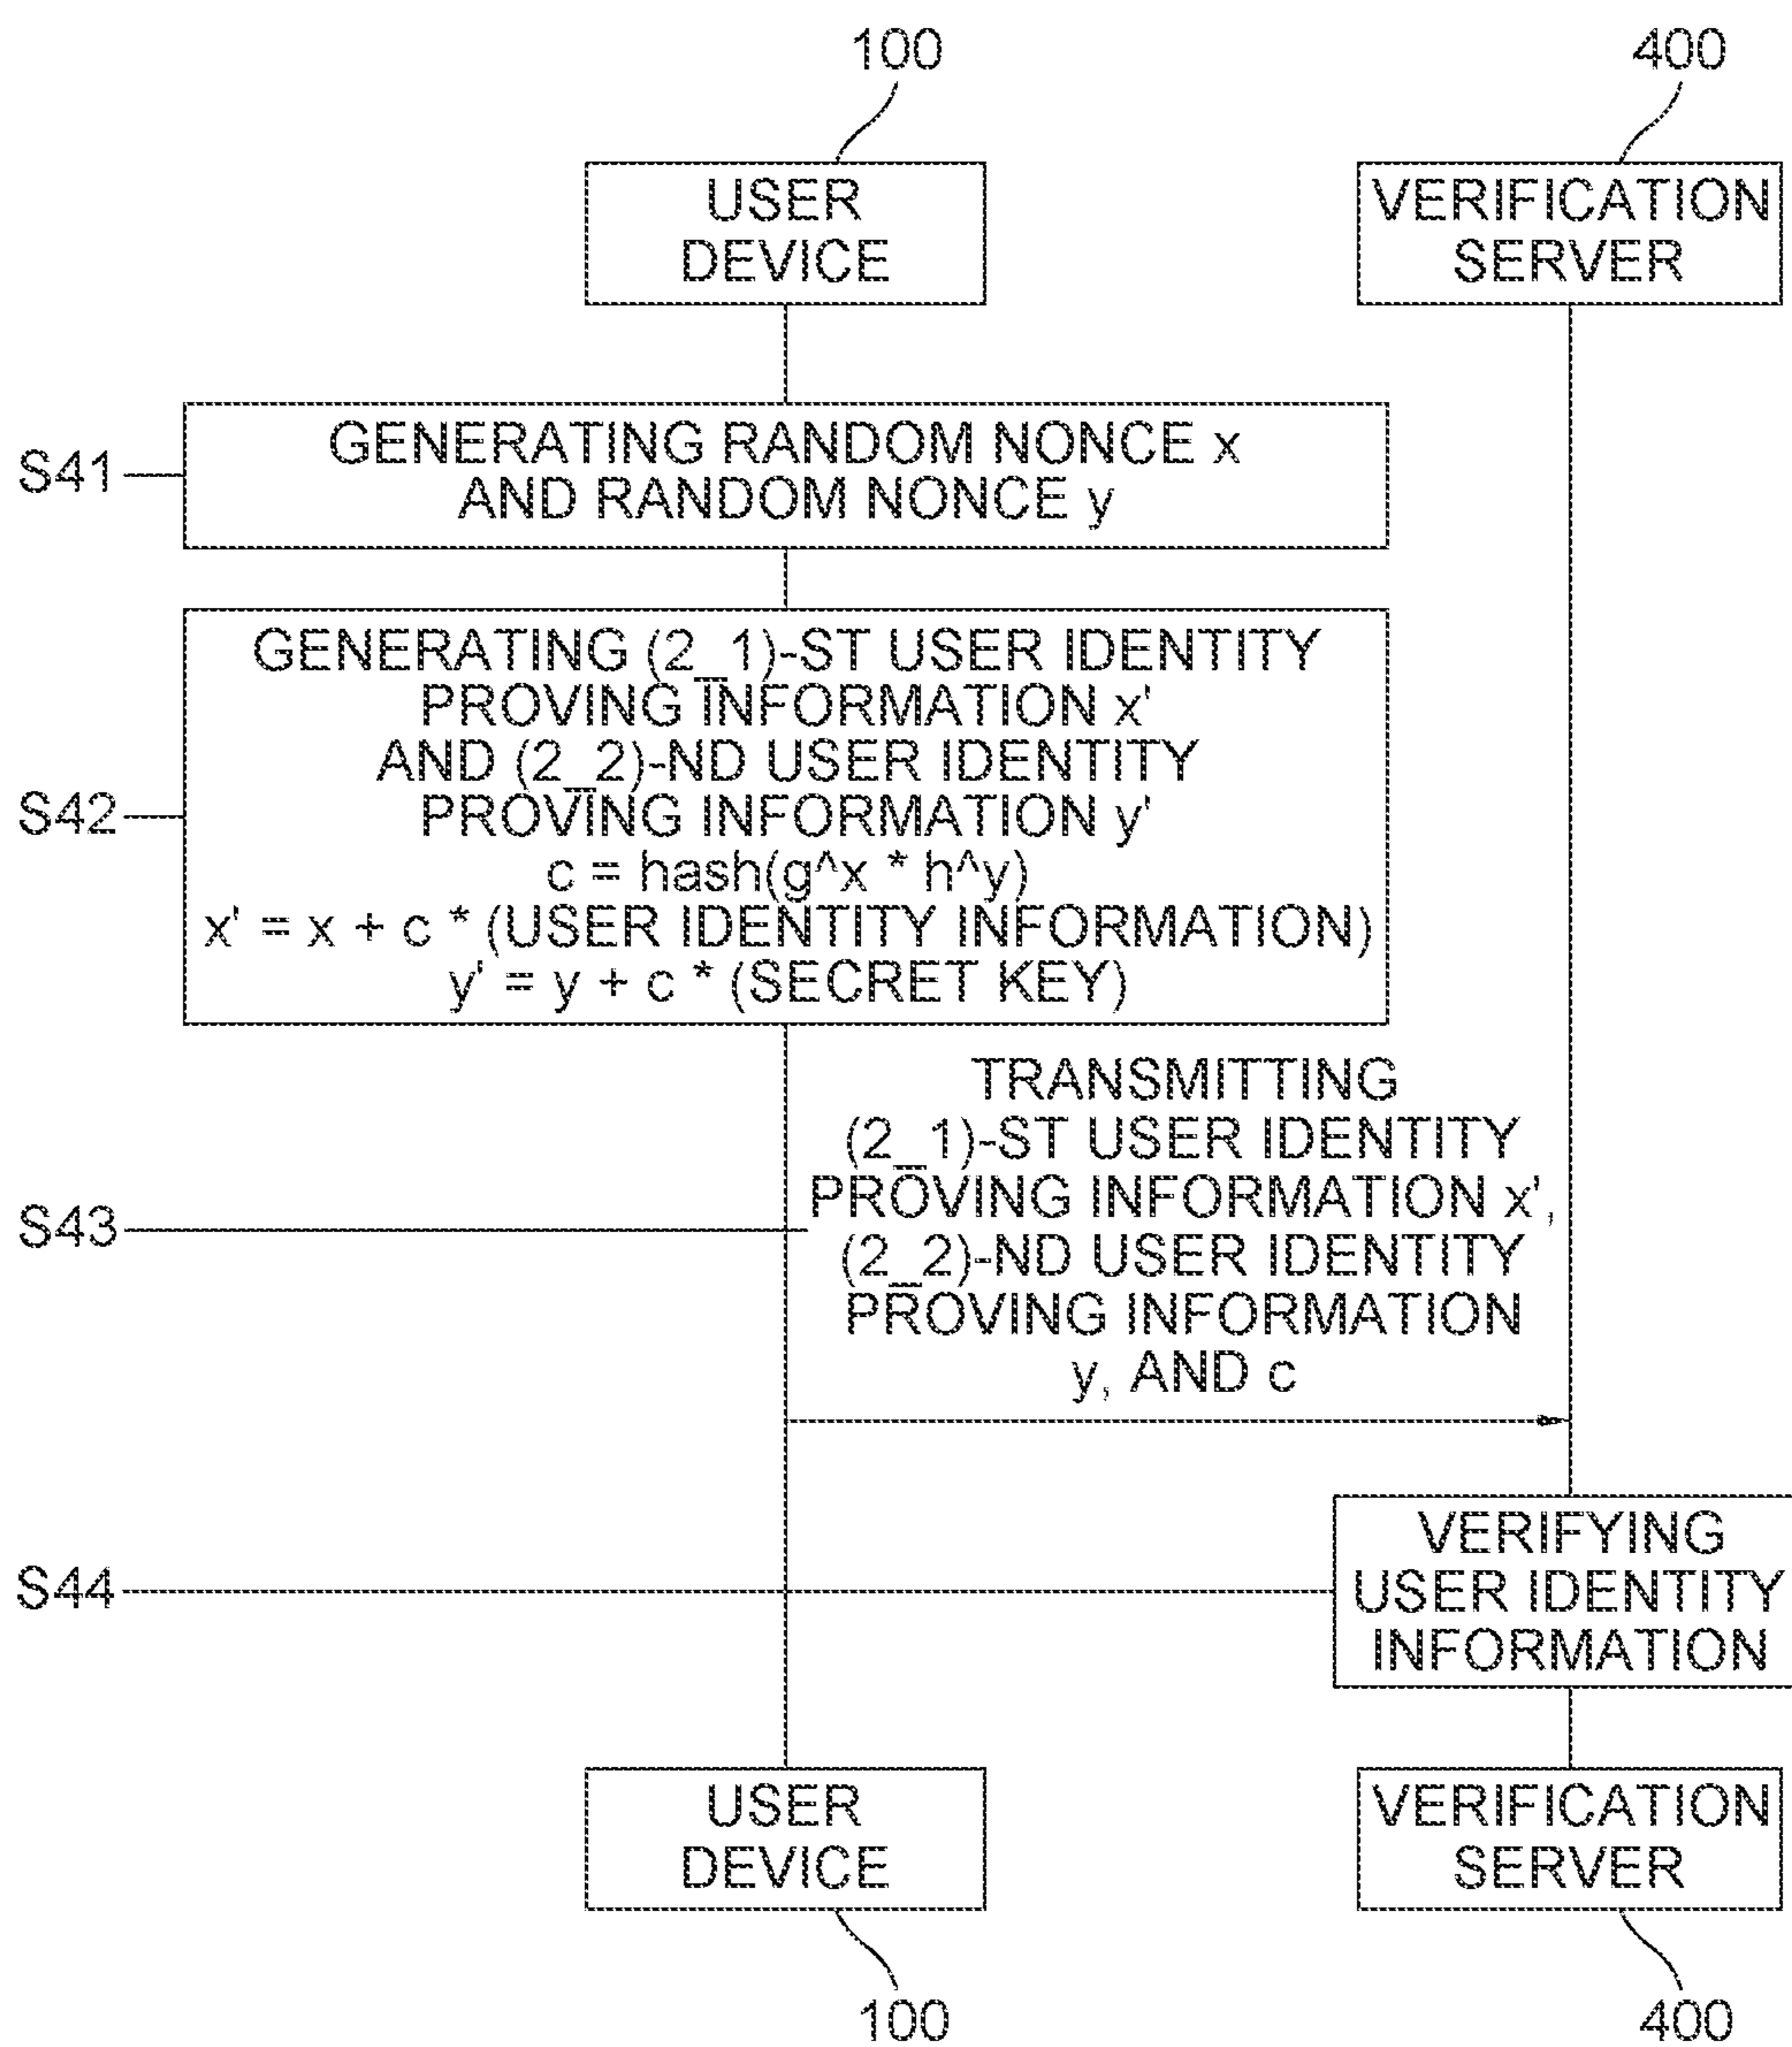 100
400
USER
DEVICE
VERIFICATION
SERVER
S41
GENERATING RANDOM NONCE x
AND RANDOM NONCE y
S42
GENERATING (2_1)-ST USER IDENTITY
PROVING INFORMATION x'
AND (2_2)-ND USER IDENTITY
PROVING INFORMATION y'
c = hash(g^x * h^y)
x' = x + c * (USER IDENTITY INFORMATION)
y' = y + c * (SECRET KEY)
S43
TRANSMITTING
(2_1)-ST USER IDENTITY
PROVING INFORMATION x',
(2_2)-ND USER IDENTITY
PROVING INFORMATION
y, AND c
S44
VERIFYING
USER IDENTITY
INFORMATION
USER
DEVICE
VERIFICATION
SERVER
100
400